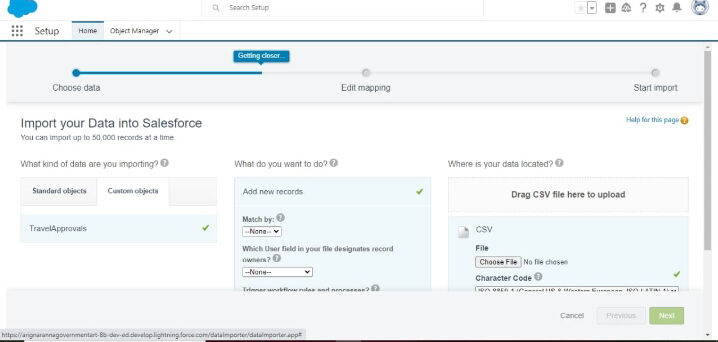 Search Setup
Setup
Home
Object Manager
Getting closer...
Choose data
Edit mapping
Start import
Import your Data into Salesforce
Help for this page
You can import up to 50,000 records at a time
What kind of data are you importing?
What do you want to do?
Where is your data located?
Standard objects
Custom objects
Add new records
Drag CSV file here to upload
TravelApprovals
Match by:
--None--
Which User field in your file designates record
owners?
--None--
Trigger workflow rules and processes?
CSV
File
Choose File No file chosen
Character Code
ISO-8859-1 (General US & Western European, ISO-LATIN-1)
Cancel
Previous
Next
https://arignarannagovernmentart-8b-dev-ed.develop.lightning.force.com/dataImporter/dataImporter.app#